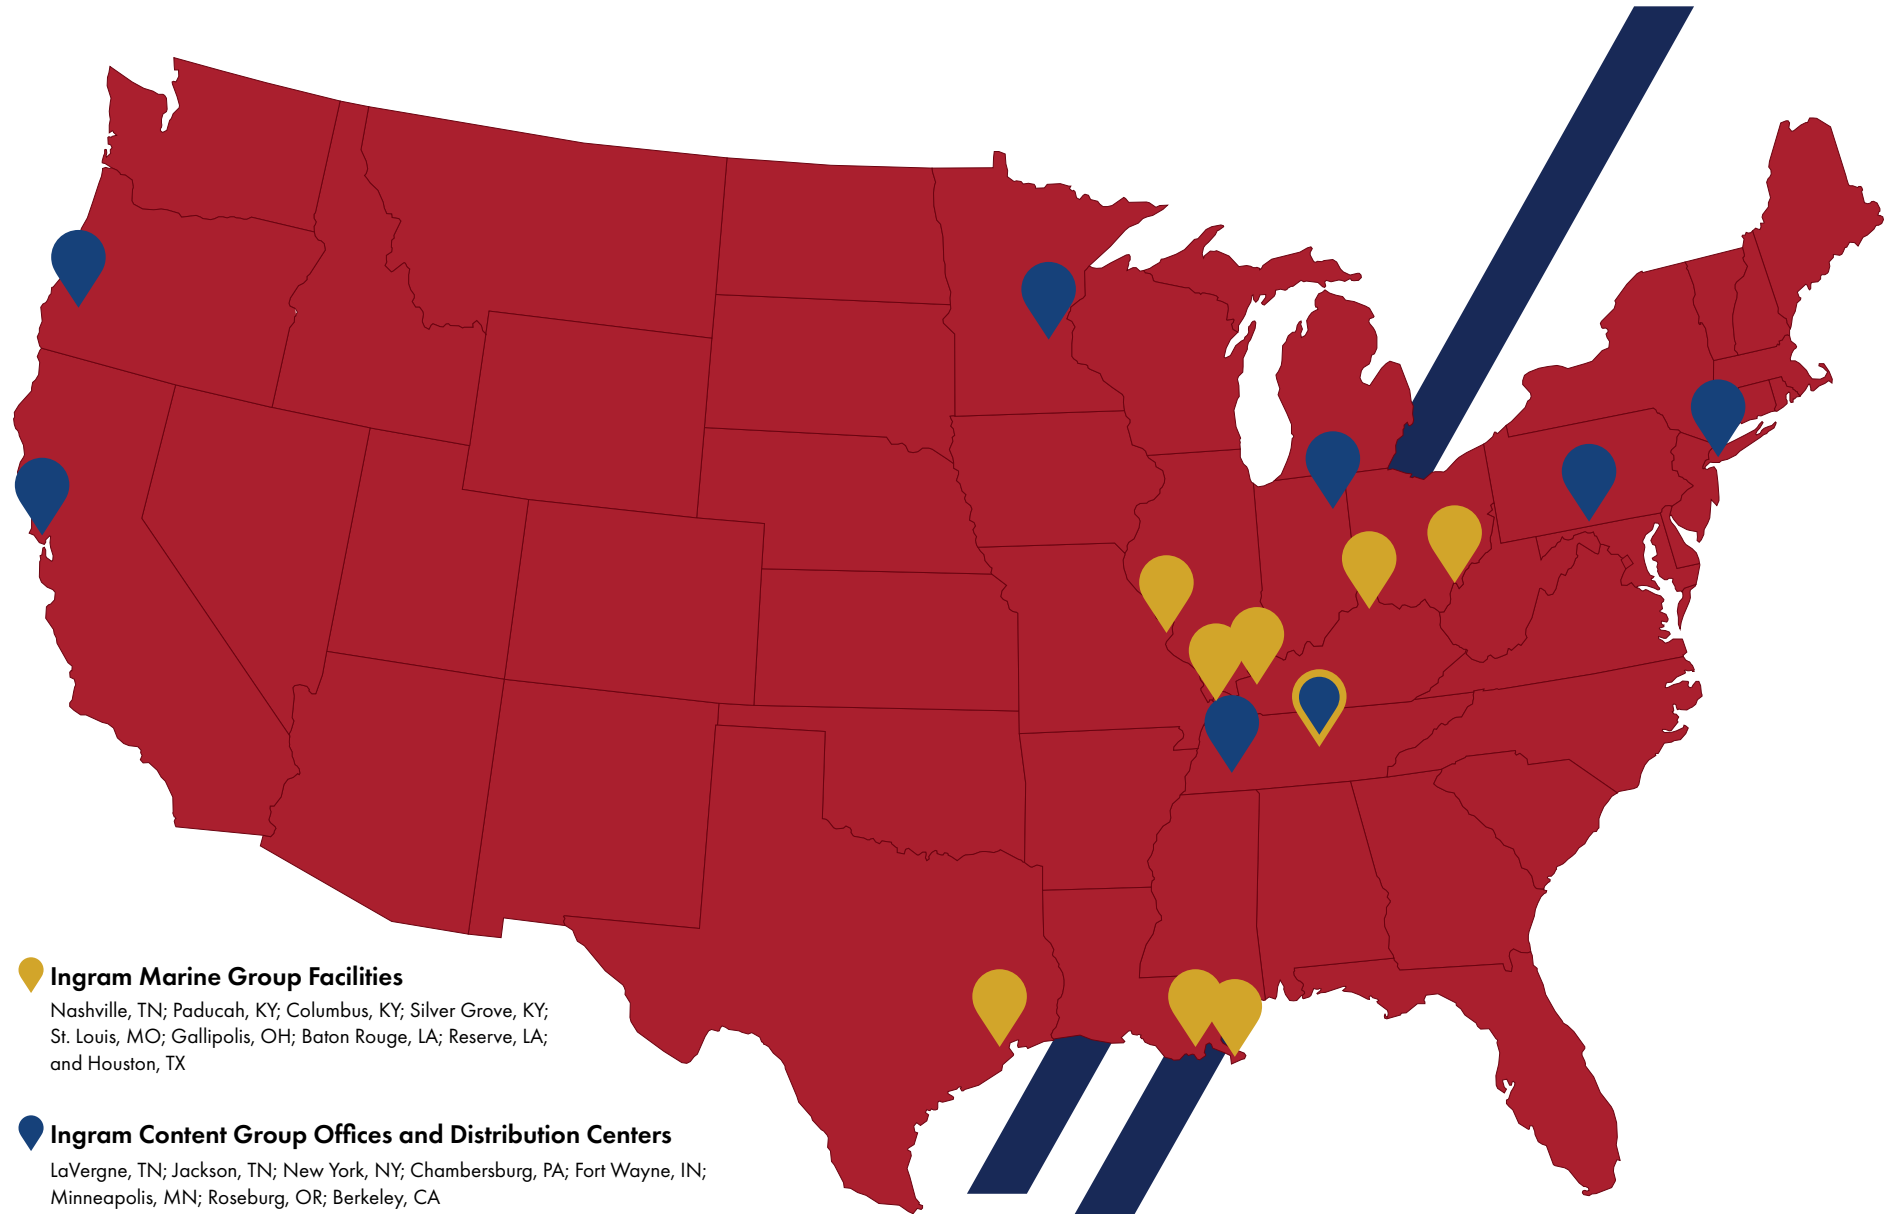 Ingram Marine Group Facilities
Nashville, TN; Paducah, KY; Columbus, KY; Silver Grove, KY;
St. Louis, MO; Gallipolis, OH; Baton Rouge, LA; Reserve, LA;
and Houston, TX
Ingram Content Group Offices and Distribution Centers
LaVergne, TN; Jackson, TN; New York, NY; Chambersburg, PA; Fort Wayne, IN;
Minneapolis, MN; Roseburg, OR; Berkeley, CA